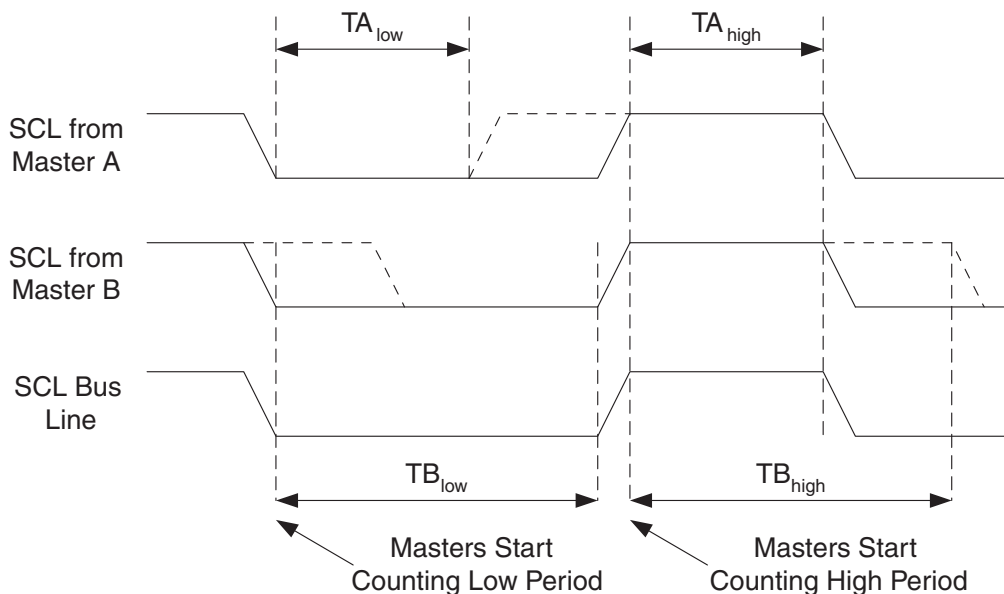 TA low
TA high
SCL from
Master A
SCL from
Master B
SCL Bus
Line
TB low
TB high
Masters Start
Counting Low Period
Masters Start
Counting High Period